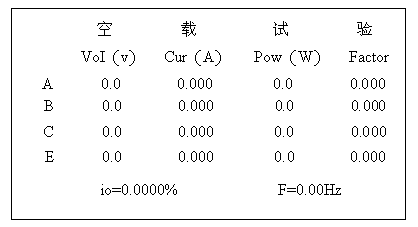 空 载 试 验
VoI (v) Cur (A) Pow (W) Factor
A 0.0 0.000 0.0 0.000
B 0.0 0.000 0.0 0.000
C 0.0 0.000 0.0 0.000
E 0.0 0.000 0.0 0.000
io=0.0000% F=0.00Hz